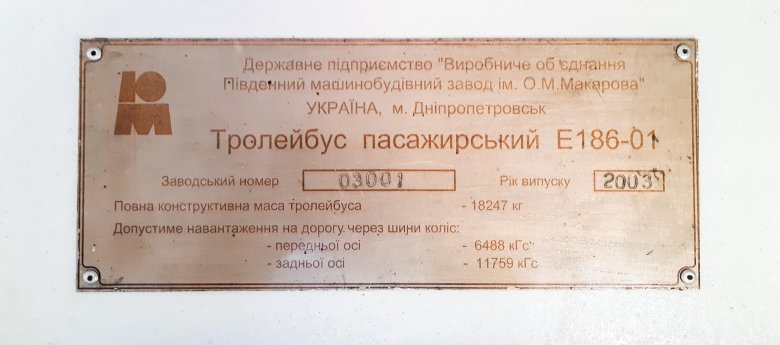 ЮМ
Державне підприємство "Виробниче об'єднання
Південний машинобудівний завод ім. О.М.Макарова"
УКРАЇНА, м. Дніпропетровськ
Тролейбус пасажирський E186-01
Заводський номер 03001 Рік випуску 2003
Повна конструктивна маса тролейбуса - 18247 кг
Допустиме навантаження на дорогу через шини коліс:
- передньої осі - 6488 кГс
- задньої осі - 11759 кГс